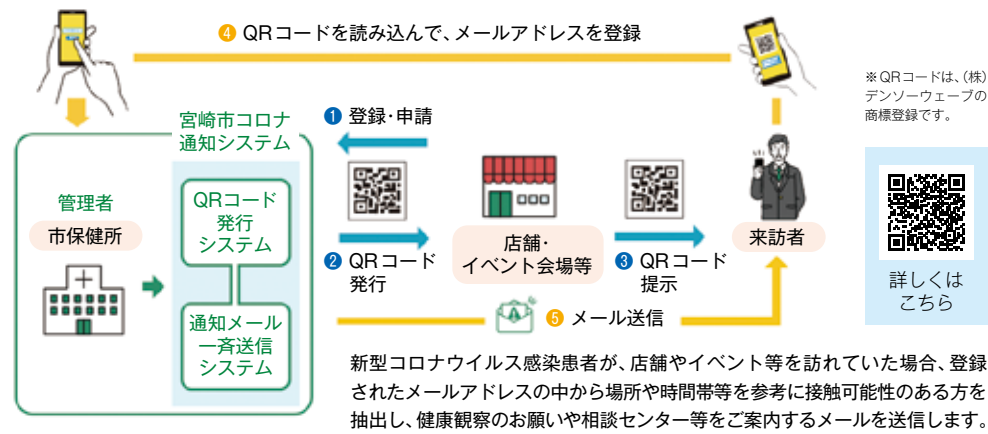 ❹ QRコードを読み込んで、メールアドレスを登録
※QRコードは、(株)
デンソーウェーブの
商標登録です。
宮崎市コロナ
通知システム
❶ 登録・申請
管理者
市保健所
QRコード
発行
システム
通知メール
一斉送信
システム
❷ QRコード
発行
店舗・
イベント会場等
❸ QRコード
提示
来訪者
詳しくは
こちら
❺ メール送信
新型コロナウイルス感染患者が、店舗やイベント等を訪れていた場合、登録
されたメールアドレスの中から場所や時間帯等を参考に接触可能性のある方を
抽出し、健康観察のお願いや相談センター等をご案内するメールを送信します。